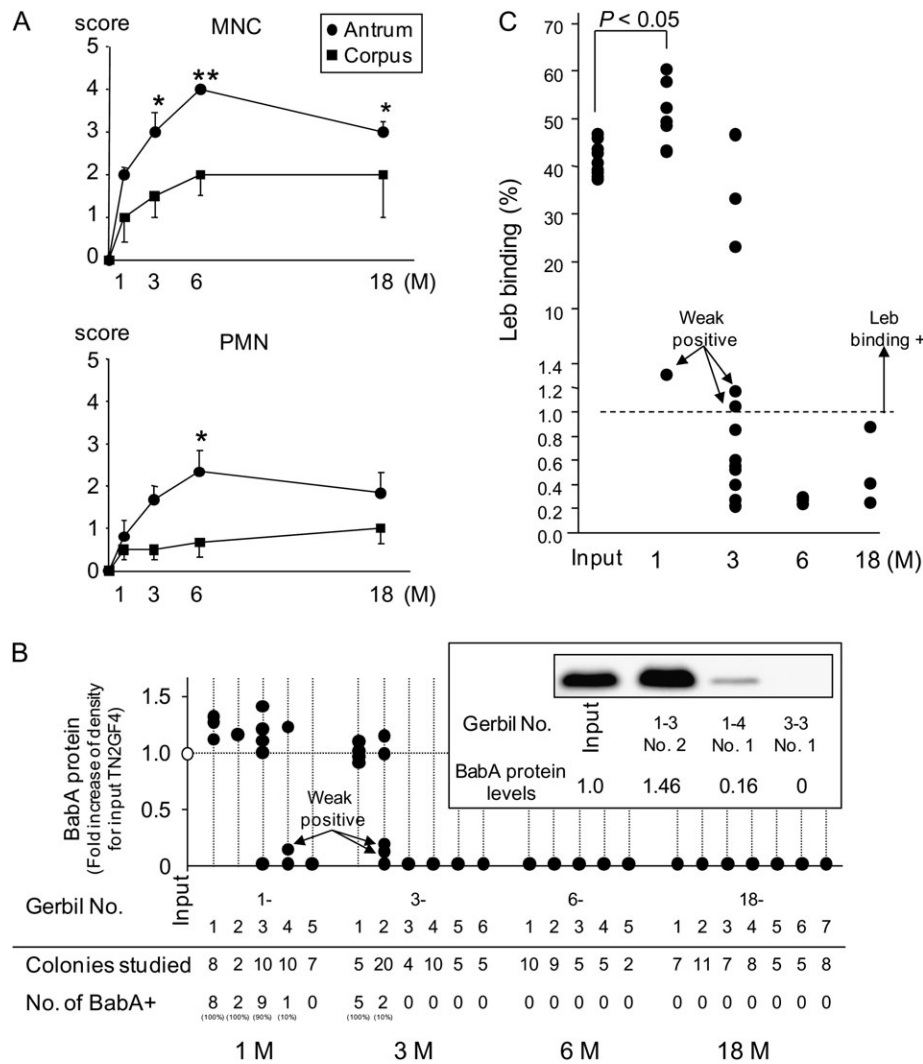 A
score
MNC
Antrum
Corpus
5
4
3
2
1
0
*
**
*
1 3 6 18 (M)
score
PMN
5
4
3
2
1
0
*
1 3 6 18 (M)
C
P < 0.05
Leb binding (%)
70
60
50
40
30
20
10
1.4
1.2
1.0
0.8
0.6
0.4
0.2
0.0
Weak
positive
Leb
binding +
Input 1 3 6 18 (M)
B
BabA protein
(Fold increase of density
for input TN2GF4)
1.5
1.0
0.5
0
Weak
positive
Input
Gerbil No.
Input
1-3
No. 2
1-4
No. 1
3-3
No. 1
BabA protein
levels
1.0 1.46 0.16 0
Gerbil No.
1- 3- 6- 18-
1 2 3 4 5 1 2 3 4 5 6 1 2 3 4 5 1 2 3 4 5 6 7
Colonies studied 8 2 10 10 7 5 20 4 10 5 5 10 9 5 5 2 7 11 7 8 5 5 8
No. of BabA+ 8 2 9 1 0 5 2 0 0 0 0 0 0 0 0 0 0 0 0 0 0 0 0
(100%) (100%) (90%) (10%) (100%) (10%)
1 M 3 M 6 M 18 M